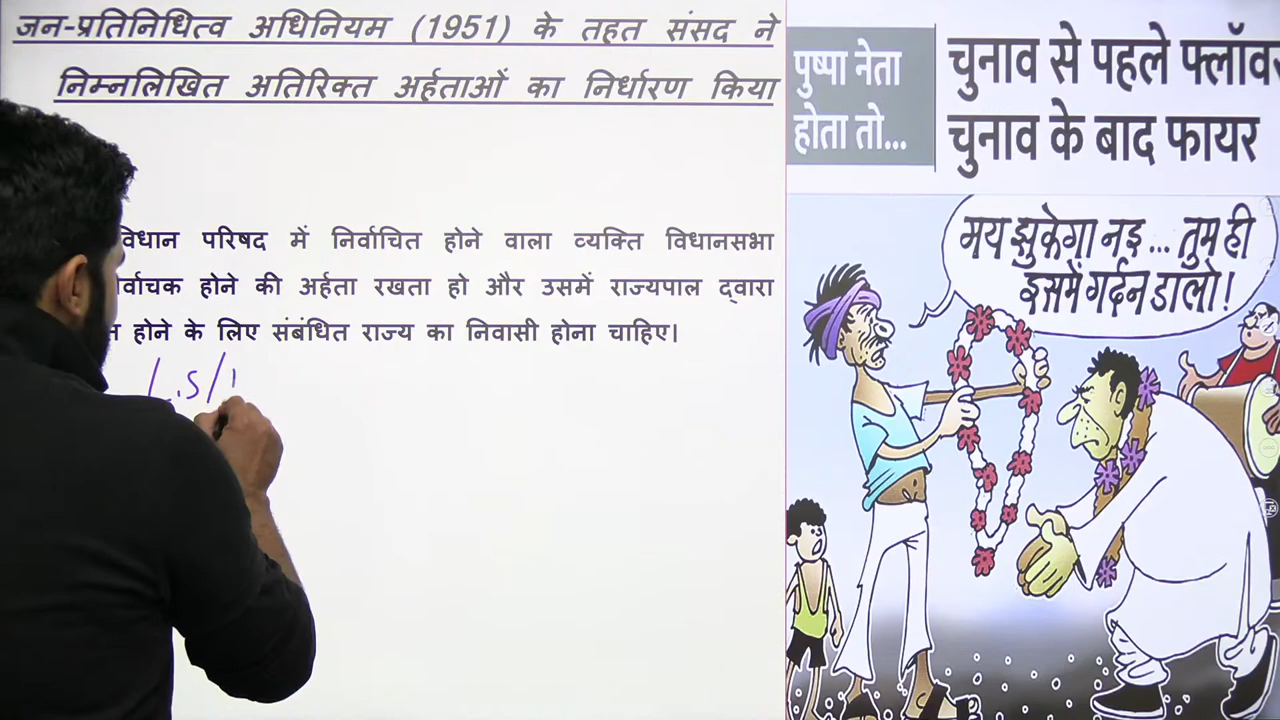 जन-प्रतिनिधित्व अधिनियम (1951) के तहत संसद ने
निम्नलिखित अतिरिक्त अर्हताओं का निर्धारण किया
विधान परिषद में निर्वाचित होने वाला व्यक्ति विधानसभा
होने की अर्हता रखता हो और उसमें राज्यपाल द्वारा
होने के लिए संबंधित राज्य का निवासी होना चाहिए।
L.S/
पुष्पा नेता
होता तो...
चुनाव से पहले
चुनाव के बाद फायर
मय झुकेगा नइ... तुम ही
इसमें गर्दन डालो!